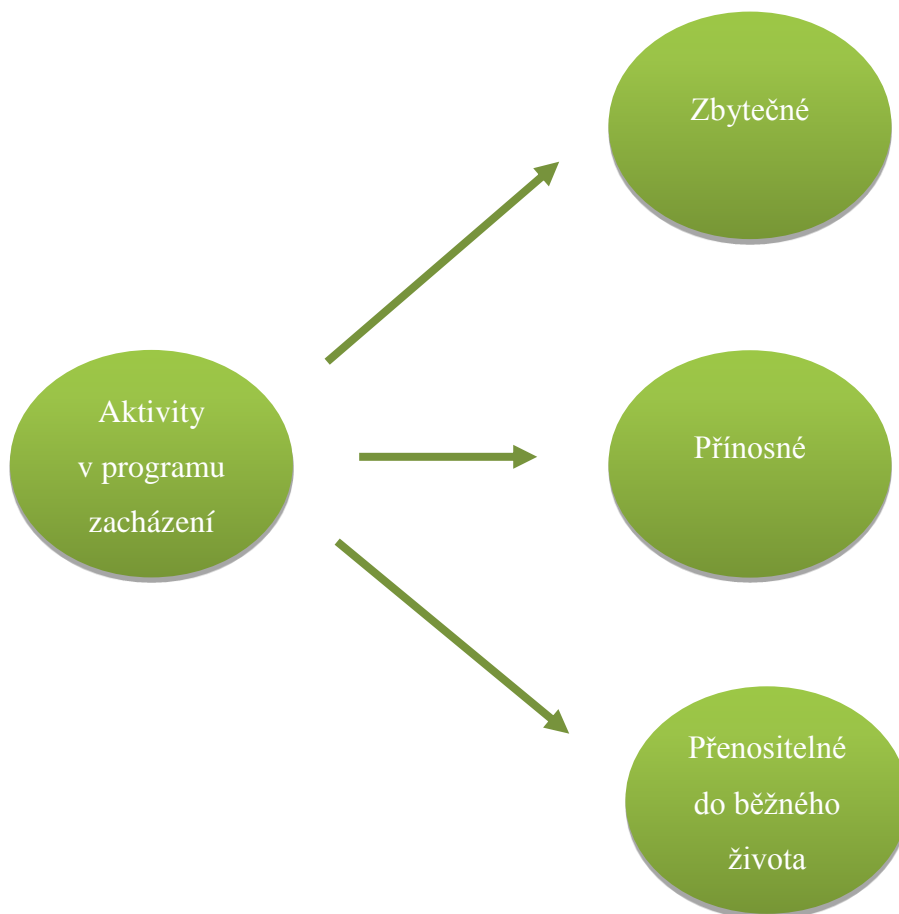 Zbytečné
Aktivity
v programu
zacházení
Přínosné
Přenositelné
do běžného
života